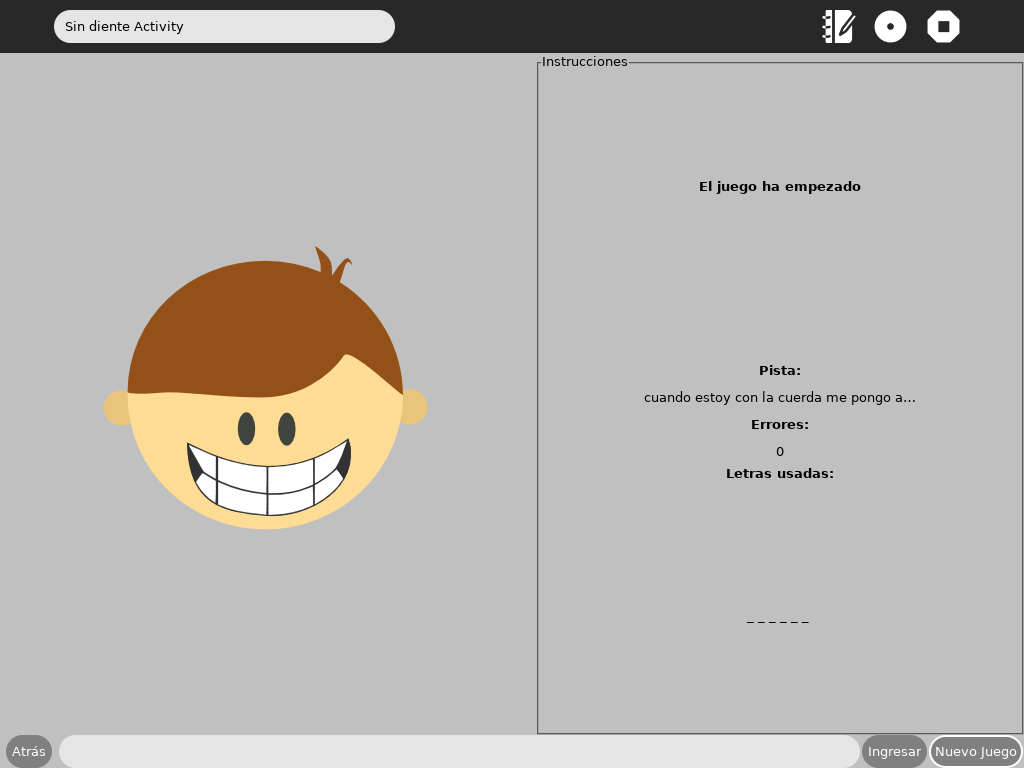 Sin diente Activity
Instrucciones
El juego ha empezado
Pista:
cuando estoy con la cuerda me pongo a...
Errores:
0
Letras usadas:
_ _ _ _ _ _
Atrás
Ingresar
Nuevo Juego